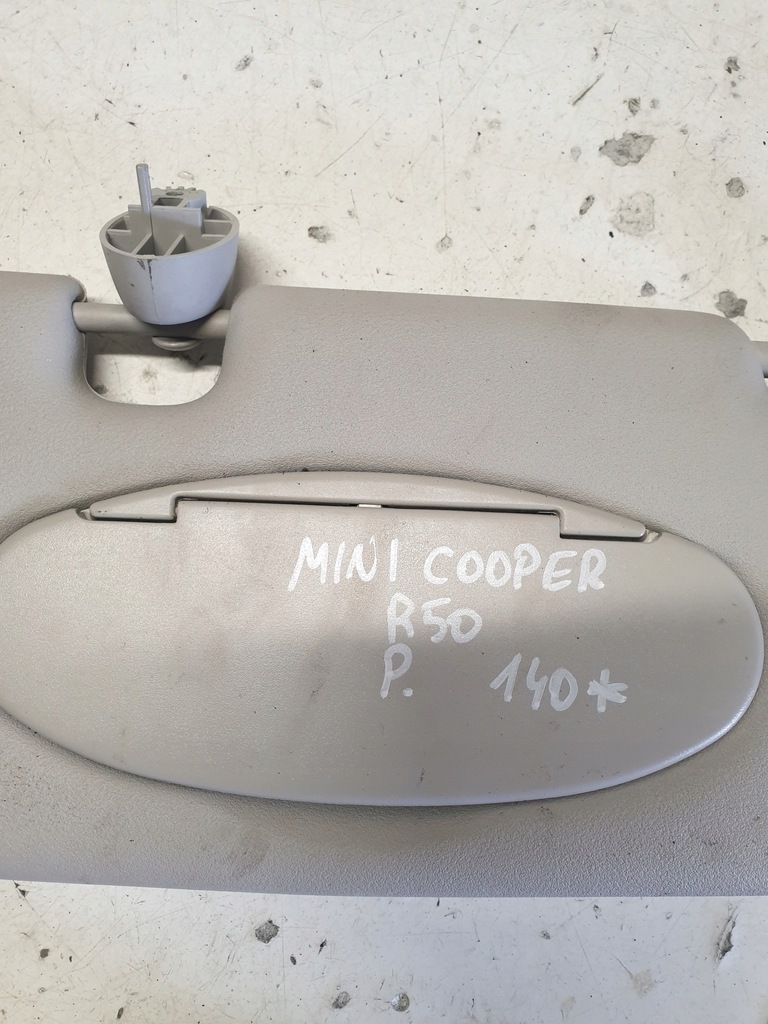 MINI COOPER
R50
P. 140*